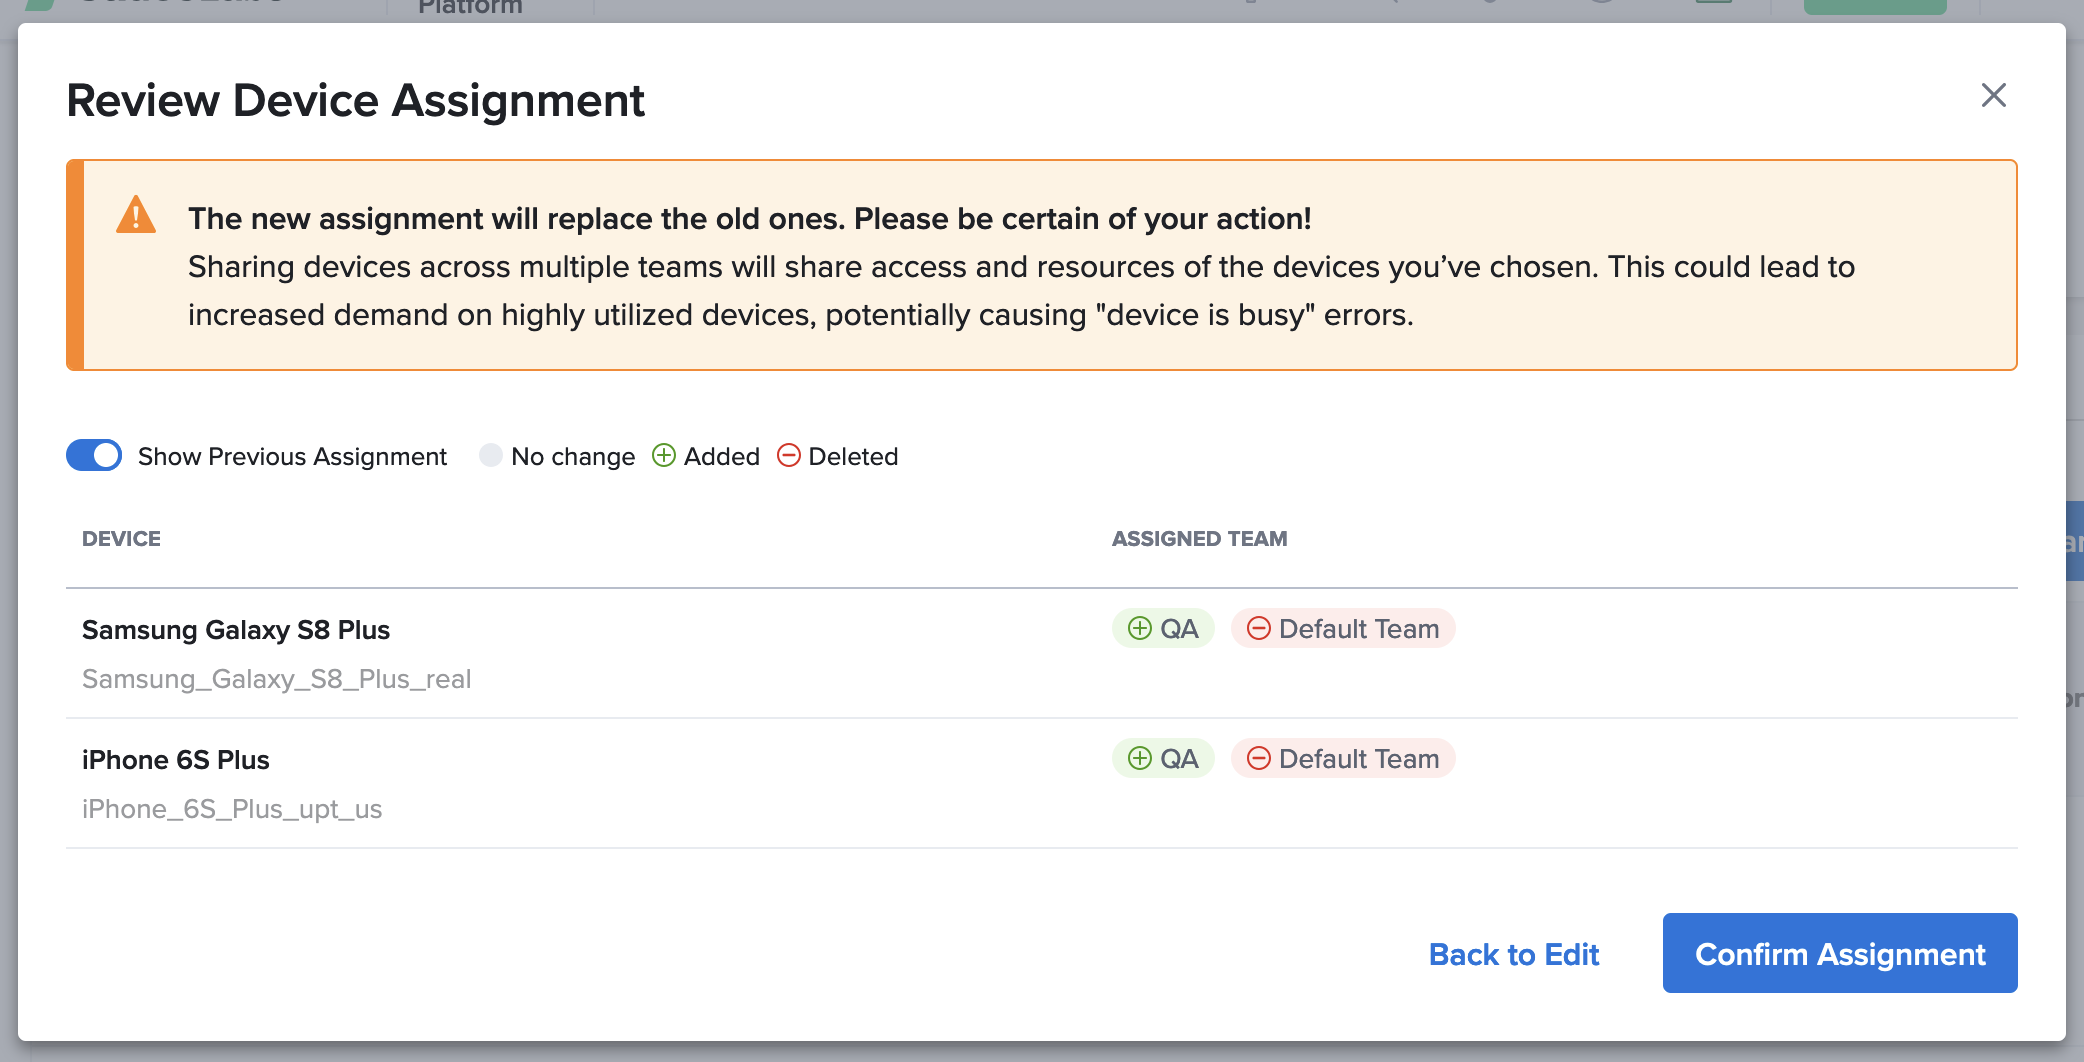 Platform
Review Device Assignment
The new assignment will replace the old ones. Please be certain of your action!
Sharing devices across multiple teams will share access and resources of the devices you’ve chosen. This could lead to
increased demand on highly utilized devices, potentially causing "device is busy" errors.
Show Previous Assignment No change Added Deleted
DEVICE ASSIGNED TEAM
Samsung Galaxy S8 Plus QA Default Team
Samsung_Galaxy_S8_Plus_real
iPhone 6S Plus QA Default Team
iPhone_6S_Plus_upt_us
Back to Edit Confirm Assignment